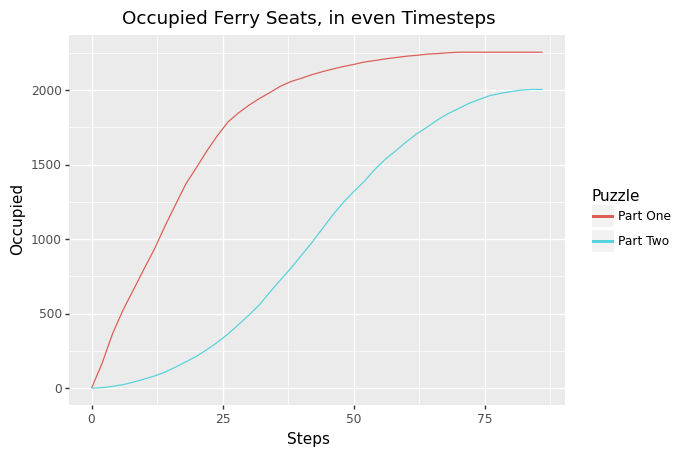 Occupied Ferry Seats, in even Timesteps
2000
1500
1000
500
0
Occupied
0 25 50 75
Steps
Puzzle
Part One
Part Two